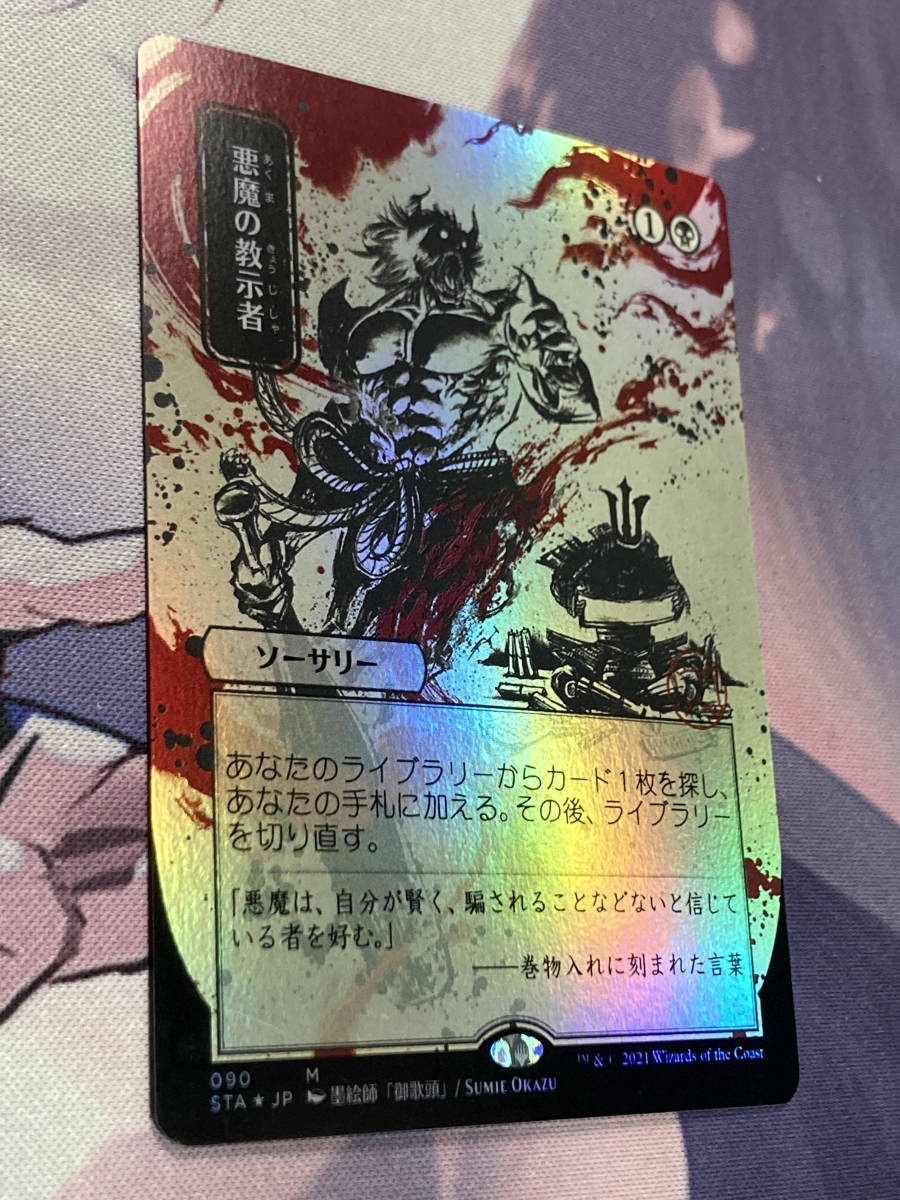 悪魔の教示者
あくま
きょうじしゃ
1
ソーサリー
あなたのライブラリーからカード1枚を探し、
あなたの手札に加える。その後、ライブラリー
を切り直す。
「悪魔は、自分が賢く、騙されることなどないと信じて
いる者を好む。」
――巻物入れに刻まれた言葉
090 M
STA★JP 墨絵師「御歌頭」/ SUMIE OKAZU
™ & © 2021 Wizards of the Coast